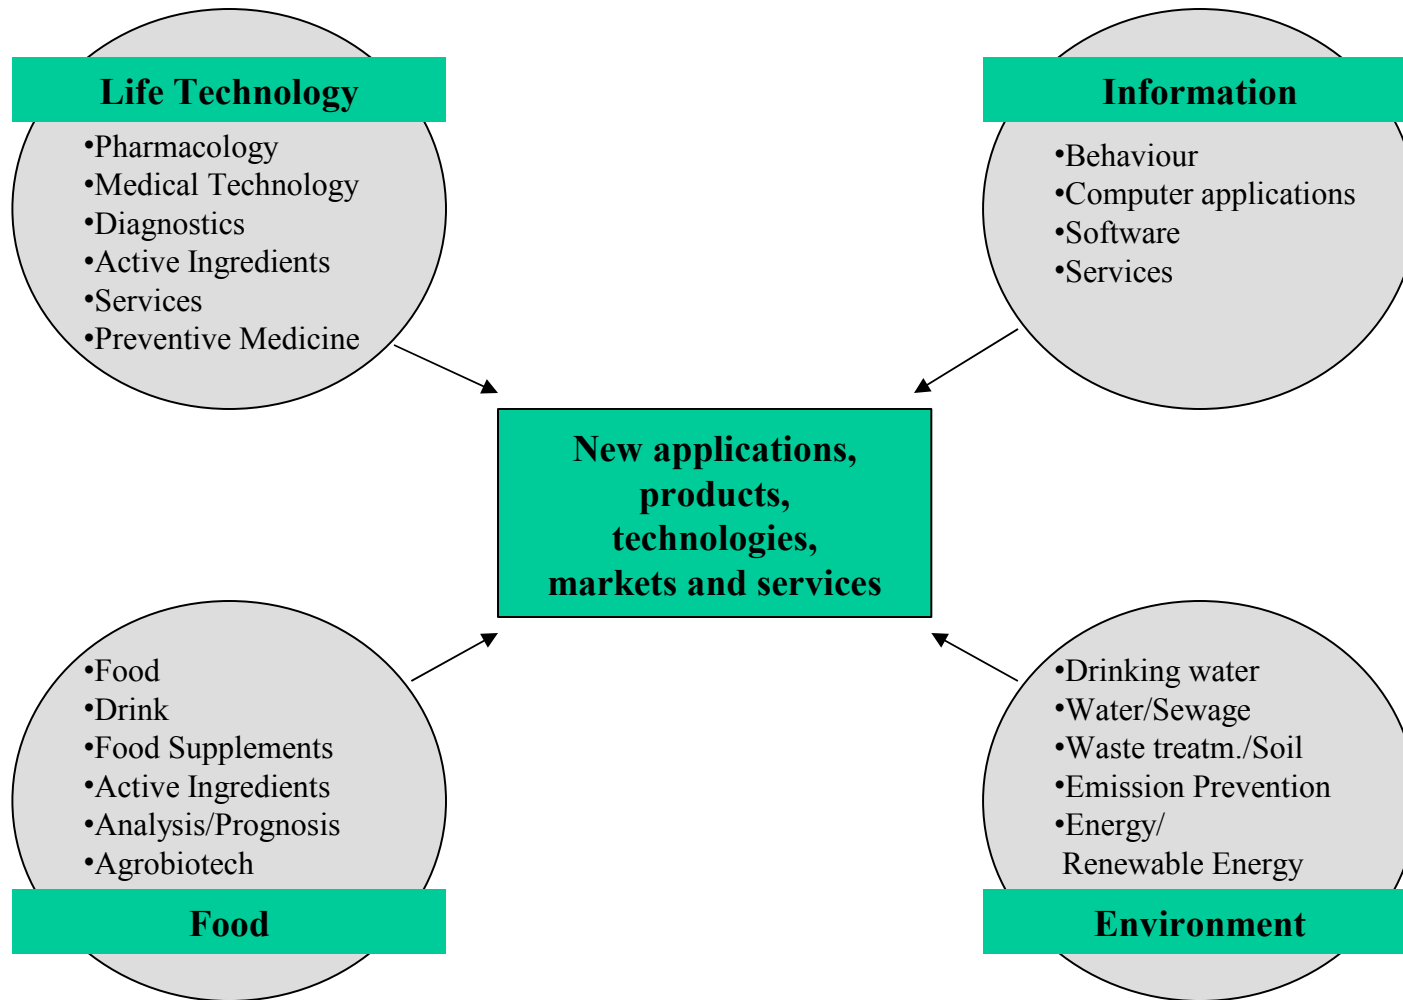 Life Technology
•Pharmacology
•Medical Technology
•Diagnostics
•Active Ingredients
•Services
•Preventive Medicine
Information
•Behaviour
•Computer applications
•Software
•Services
New applications,
products,
technologies,
markets and services
•Food
•Drink
•Food Supplements
•Active Ingredients
•Analysis/Prognosis
•Agrobiotech
Food
•Drinking water
•Water/Sewage
•Waste treatm./Soil
•Emission Prevention
•Energy/
Renewable Energy
Environment